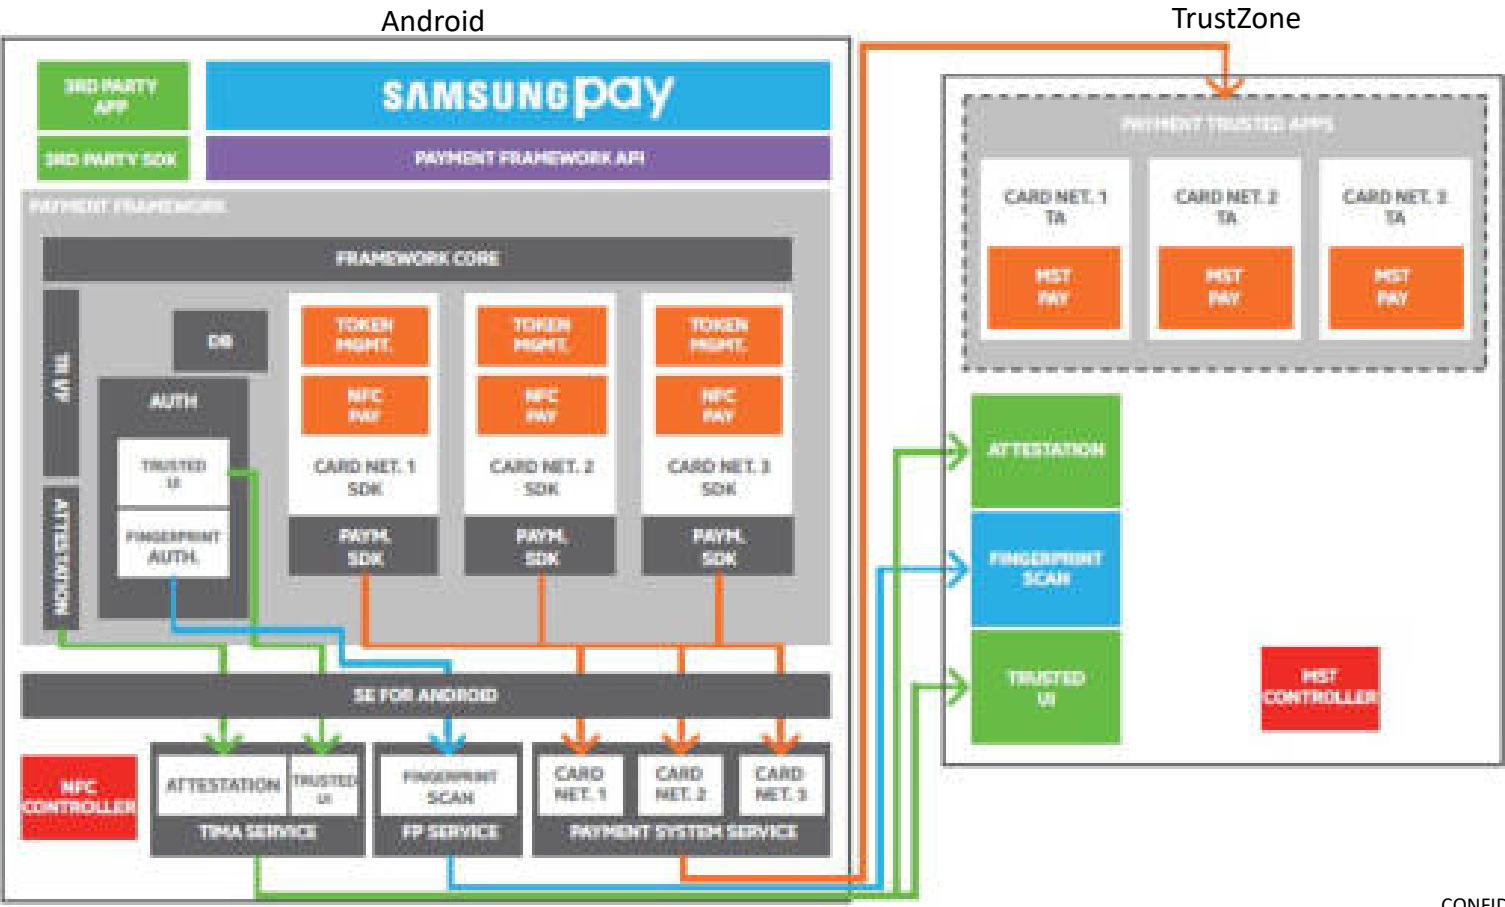 Android
TrustZone
3RD PARTY
APP
SAMSUNG pay
3RD PARTY SDK
PAYMENT FRAMEWORK API
PAYMENT FRAMEWORK
FRAMEWORK CORE
DB
AUTH
TRUSTED
UI
FINGERPRINT
AUTH.
ATTESTATION
TOKEN
MGMT.
NFC
PAY
CARD NET. 1
SDK
PAYM.
SDK
TOKEN
MGMT.
NFC
PAY
CARD NET. 2
SDK
PAYM.
SDK
TOKEN
MGMT.
NFC
PAY
CARD NET. 3
SDK
PAYM.
SDK
SE FOR ANDROID
NFC
CONTROLLER
ATTESTATION
TRUSTED
UI
TIMA SERVICE
FINGERPRINT
SCAN
FP SERVICE
CARD
NET. 1
CARD
NET. 2
CARD
NET. 3
PAYMENT SYSTEM SERVICE
PAYMENT TRUSTED APPS
CARD NET. 1
TA
MST
PAY
CARD NET. 2
TA
MST
PAY
CARD NET. 3
TA
MST
PAY
ATTESTATION
FINGERPRINT
SCAN
TRUSTED
UI
MST
CONTROLLER
CONFID